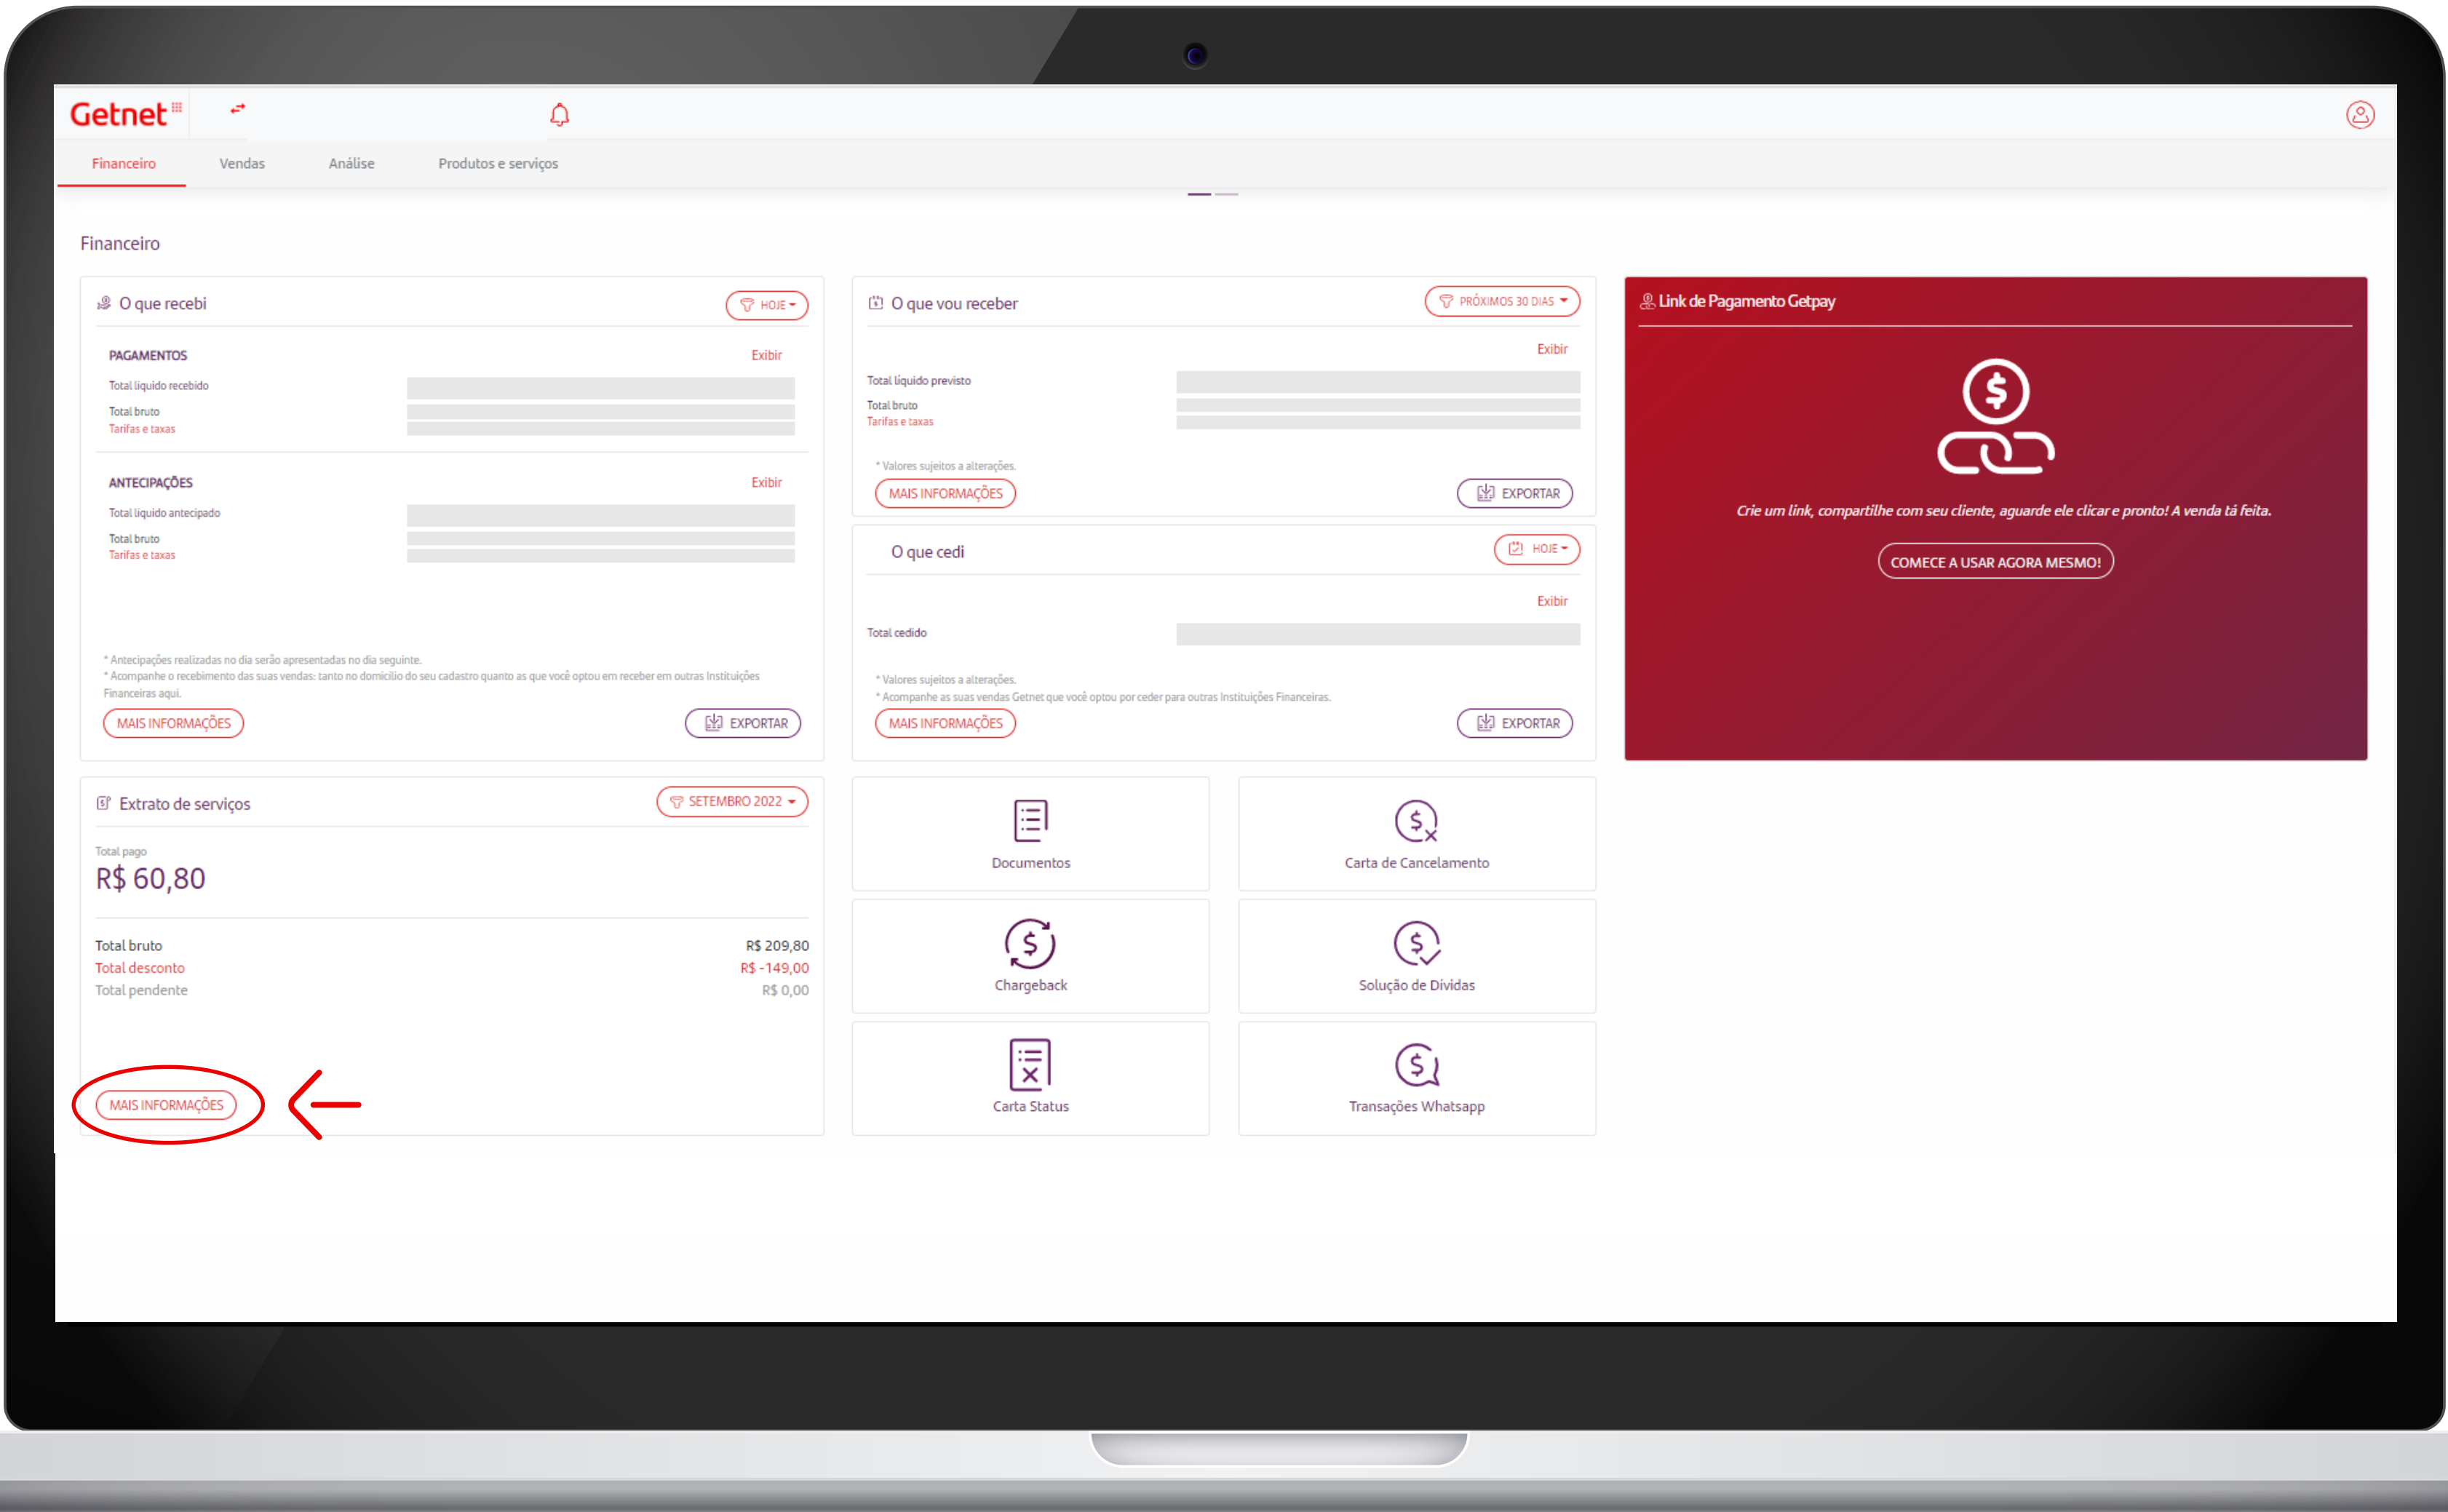 Getnet
Financeiro
Vendas
Análise
Produtos e serviços
Financeiro
O que recebi
HOJE
PAGAMENTOS
Exibir
Total líquido recebido
Total bruto
Tarifas e taxas
ANTECIPAÇÕES
Exibir
Total líquido antecipado
Total bruto
Tarifas e taxas
* Antecipações realizadas no dia serão apresentadas no dia seguinte.
* Acompanhe o recebimento das suas vendas: tanto no domicílio do seu cadastro quanto as que você optou em receber em outras Instituições
Financeiras aqui.
MAIS INFORMAÇÕES
EXPORTAR
O que vou receber
PRÓXIMOS 30 DIAS
Exibir
Total líquido previsto
Total bruto
Tarifas e taxas
* Valores sujeitos a alterações.
MAIS INFORMAÇÕES
EXPORTAR
O que cedi
HOJE
Exibir
Total cedido
* Valores sujeitos a alterações.
* Acompanhe as suas vendas Getnet que você optou por ceder para outras Instituições Financeiras.
MAIS INFORMAÇÕES
EXPORTAR
Link de Pagamento Getpay
Crie um link, compartilhe com seu cliente, aguarde ele clicar e pronto! A venda tá feita.
COMECE A USAR AGORA MESMO!
Extrato de serviços
SETEMBRO 2022
Total pago
R$ 60,80
Total bruto
R$ 209,80
Total desconto
R$ -149,00
Total pendente
R$ 0,00
MAIS INFORMAÇÕES
Documentos
Carta de Cancelamento
Chargeback
Solução de Dívidas
Carta Status
Transações Whatsapp